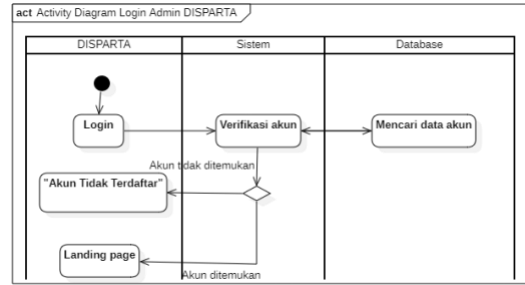 act Activity Diagram Login Admin DISPARTA
DISPARTA
Sistem
Database
Login
Verifikasi akun
Mencari data akun
Akun tidak ditemukan
"Akun Tidak Terdaftar"
Landing page
Akun ditemukan